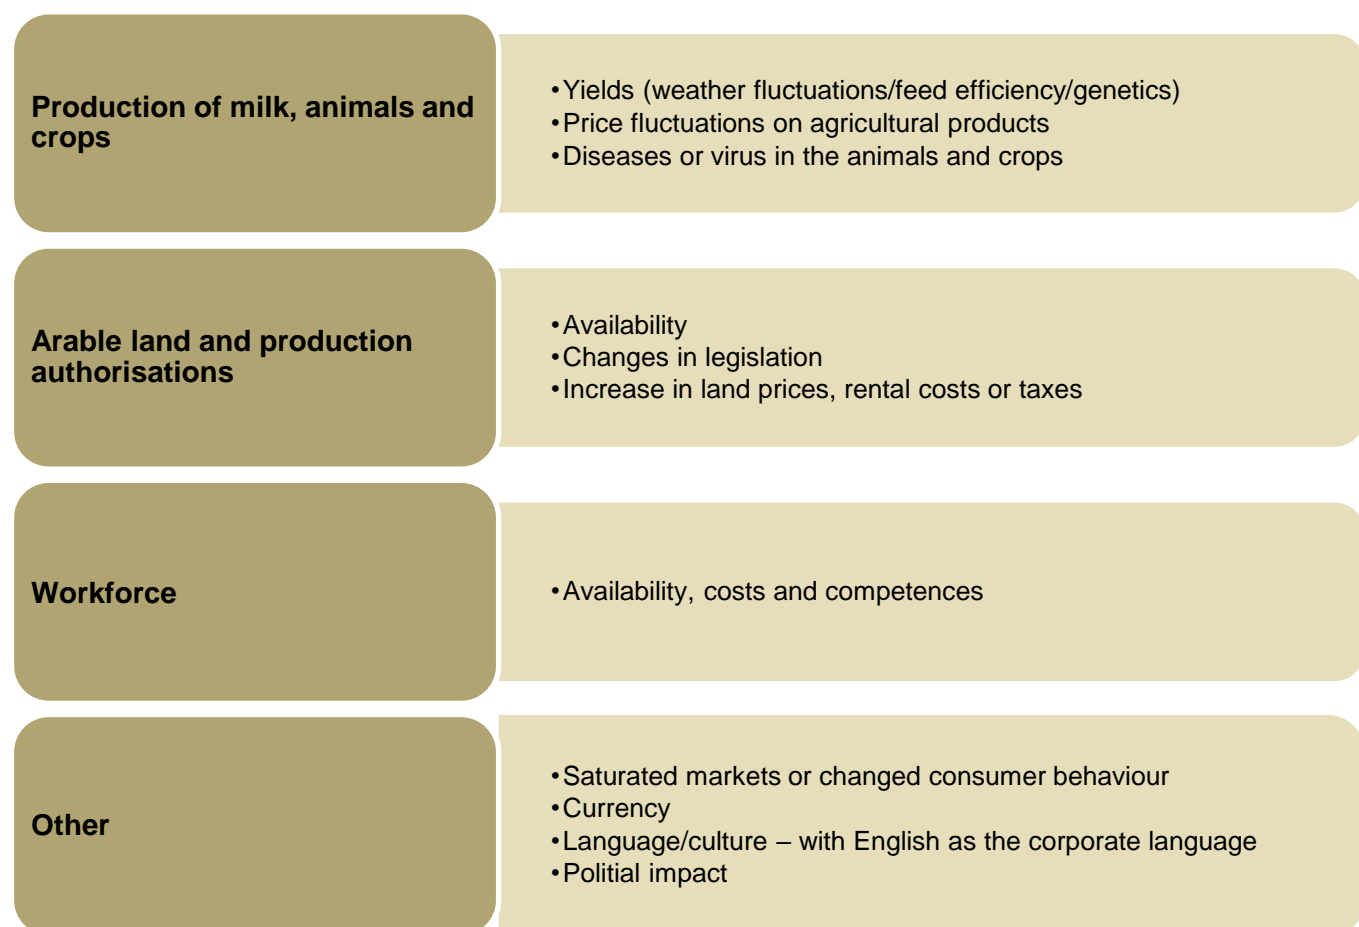 Production of milk, animals and
crops
•Yields (weather fluctuations/feed efficiency/genetics)
•Price fluctuations on agricultural products
•Diseases or virus in the animals and crops
Arable land and production
authorisations
•Availability
•Changes in legislation
•Increase in land prices, rental costs or taxes
Workforce
•Availability, costs and competences
Other
•Saturated markets or changed consumer behaviour
•Currency
•Language/culture – with English as the corporate language
•Politial impact